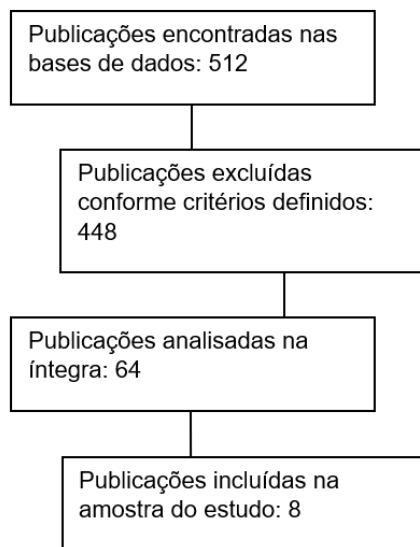 Publicações encontradas nas
bases de dados: 512
Publicações excluídas
conforme critérios definidos:
448
Publicações analisadas na
íntegra: 64
Publicações incluídas na
amostra do estudo: 8